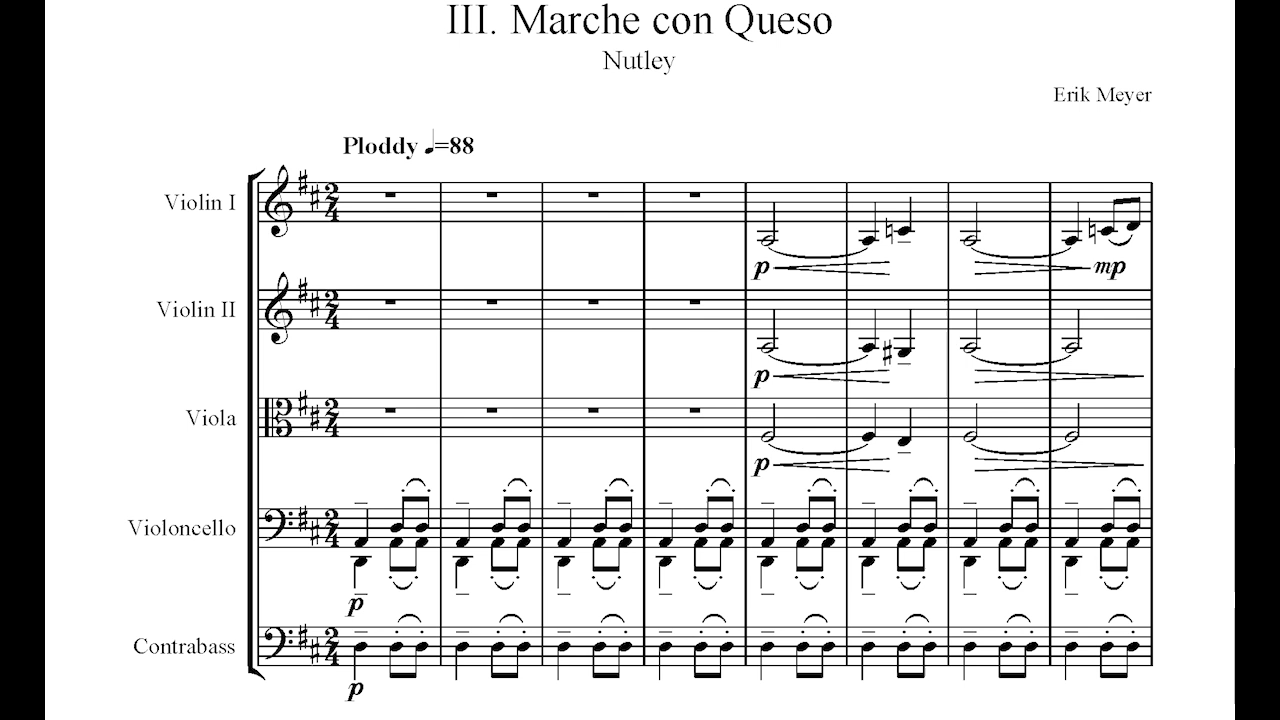 III. Marche con Queso
Nutley
Erik Meyer
Ploddy ♩=88
Violin I
p mp
Violin II
p
Viola
p
Violoncello
p
Contrabass
p